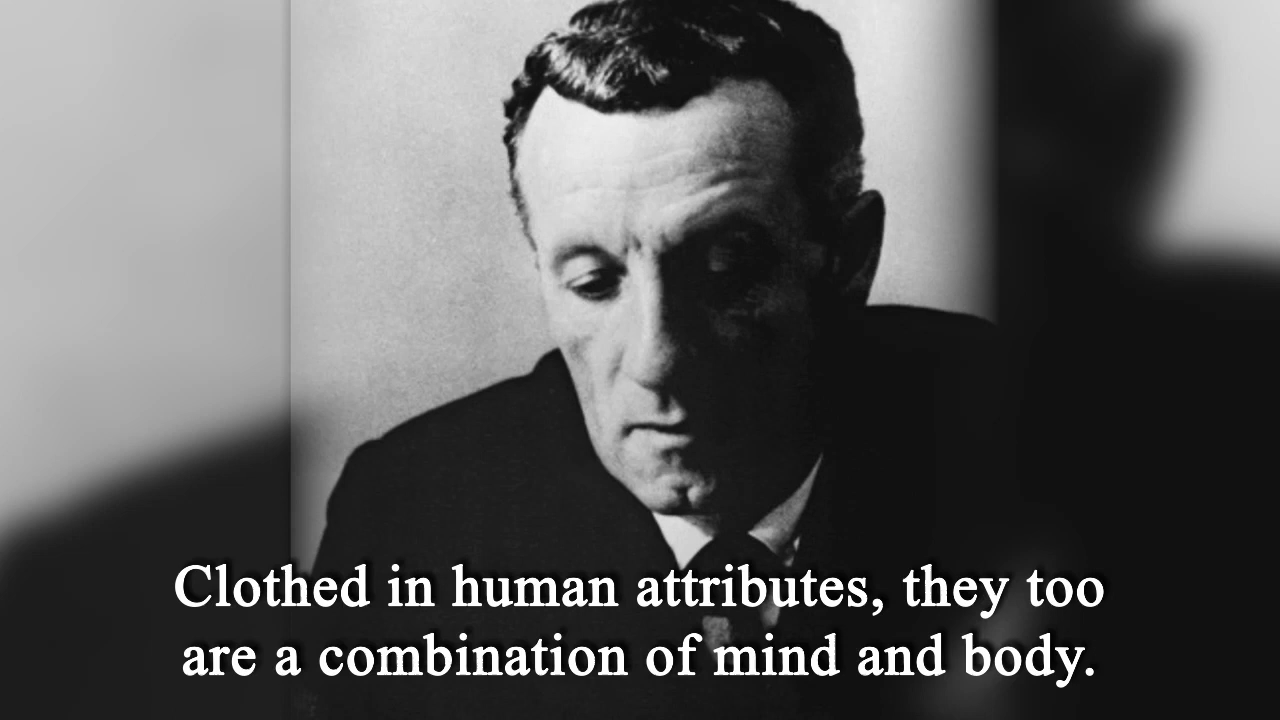 Clothed in human attributes, they too
are a combination of mind and body.